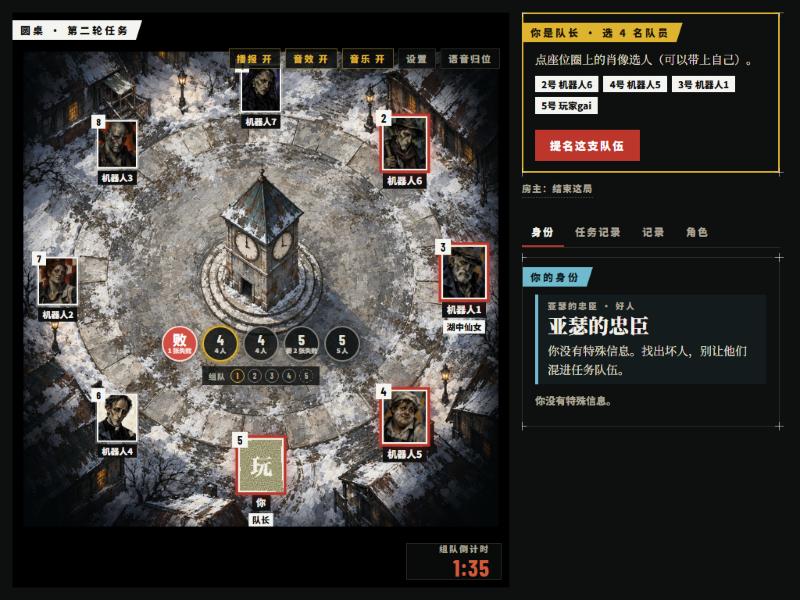 圆桌 · 第二轮任务
播报 开
音效 开
音乐 开
设置
语音归位
机器人7
8
机器人3
2
机器人6
7
机器人2
3
机器人1
湖中仙女
败
1 张失败
4
4人
4
4人
5
需 2 张失败
5
5人
组队
1
2
3
4
5
6
机器人4
5
玩
你
队长
4
机器人5
组队倒计时
1:35
你是队长 · 选 4 名队员
点座位圈上的肖像选人（可以带上自己）。
2号 机器人6
4号 机器人5
3号 机器人1
5号 玩家gai
提名这支队伍
房主：结束这局
身份
任务记录
记录
角色
你的身份
亚瑟的忠臣 · 好人
亚瑟的忠臣
你没有特殊信息。找出坏人，别让他们
混进任务队伍。
你没有特殊信息。